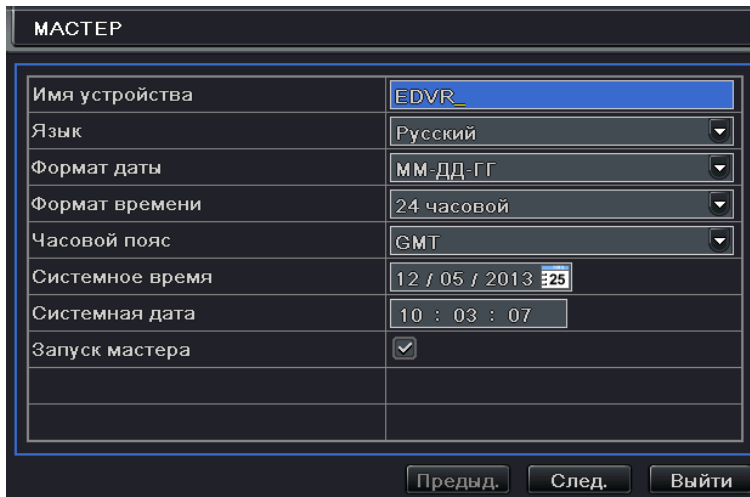 МАСТЕР
Имя устройства EDVR_
Язык Русский
Формат даты ММ-ДД-ГГ
Формат времени 24 часовой
Часовой пояс GMT
Системное время 12 / 05 / 2013 25
Системная дата 10 : 03 : 07
Запуск мастера
Предыд. След. Выйти